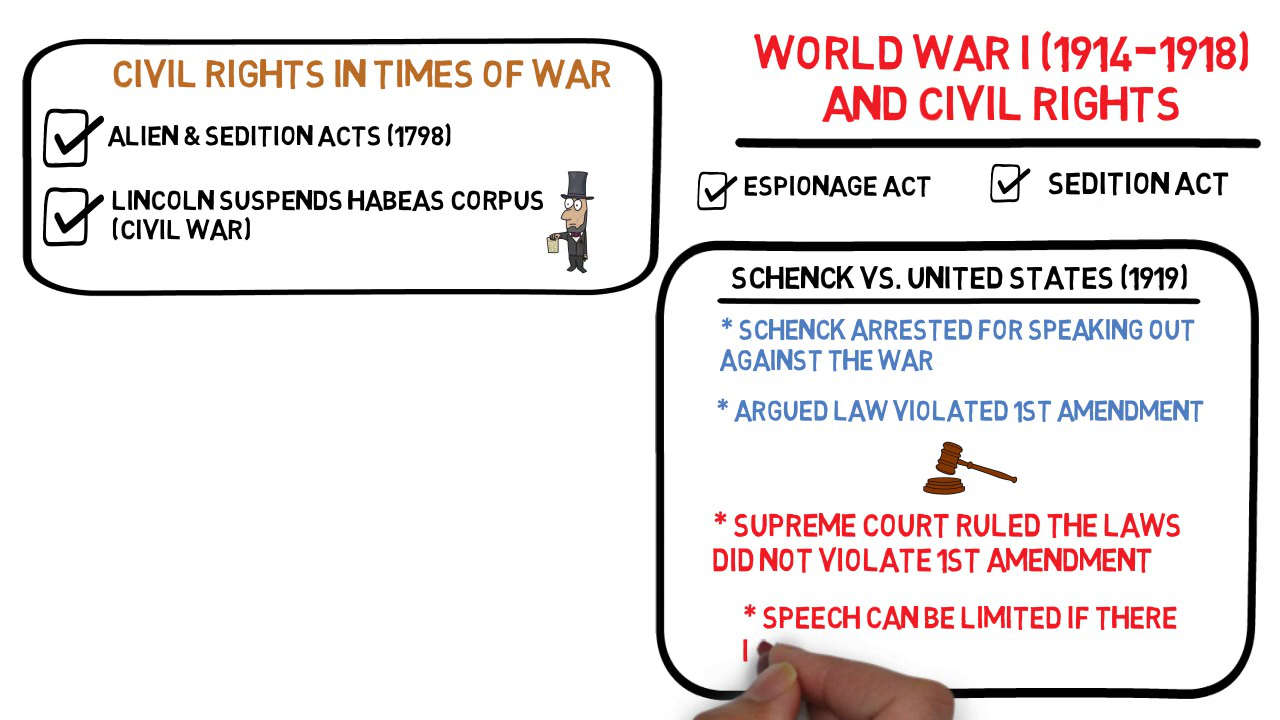 CIVIL RIGHTS IN TIMES OF WAR
ALIEN & SEDITION ACTS (1798)
LINCOLN SUSPENDS HABEAS CORPUS
(CIVIL WAR)
WORLD WAR I (1914-1918)
AND CIVIL RIGHTS
ESPIONAGE ACT
SEDITION ACT
SCHENCK VS. UNITED STATES (1919)
* SCHENCK ARRESTED FOR SPEAKING OUT
AGAINST THE WAR
* ARGUED LAW VIOLATED 1ST AMENDMENT
* SUPREME COURT RULED THE LAWS
DID NOT VIOLATE 1ST AMENDMENT
* SPEECH CAN BE LIMITED IF THERE
I